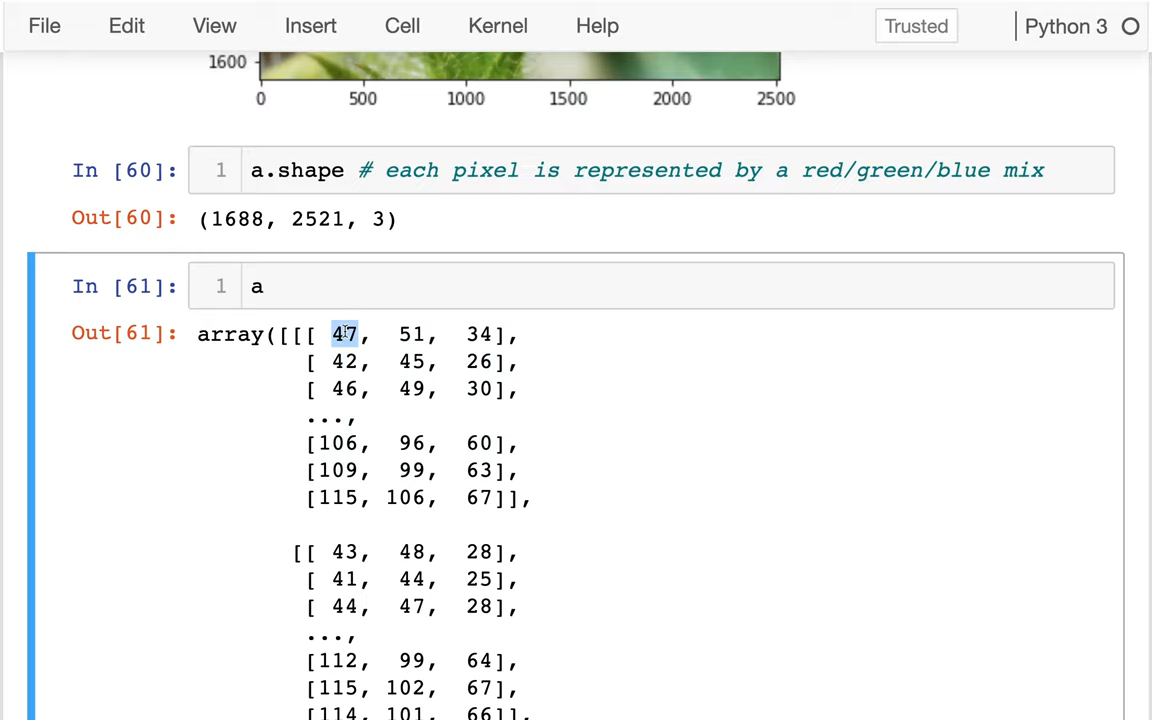 File Edit View Insert Cell Kernel Help Trusted Python 3
1600
0 500 1000 1500 2000 2500
In [60]: 1 a.shape # each pixel is represented by a red/green/blue mix
Out[60]: (1688, 2521, 3)
In [61]: 1 a
Out[61]: array([[[ 47, 51, 34],
[ 42, 45, 26],
[ 46, 49, 30],
...,
[106, 96, 60],
[109, 99, 63],
[115, 106, 67]],
[[ 43, 48, 28],
[ 41, 44, 25],
[ 44, 47, 28],
...,
[112, 99, 64],
[115, 102, 67],
[114, 101, 66]],